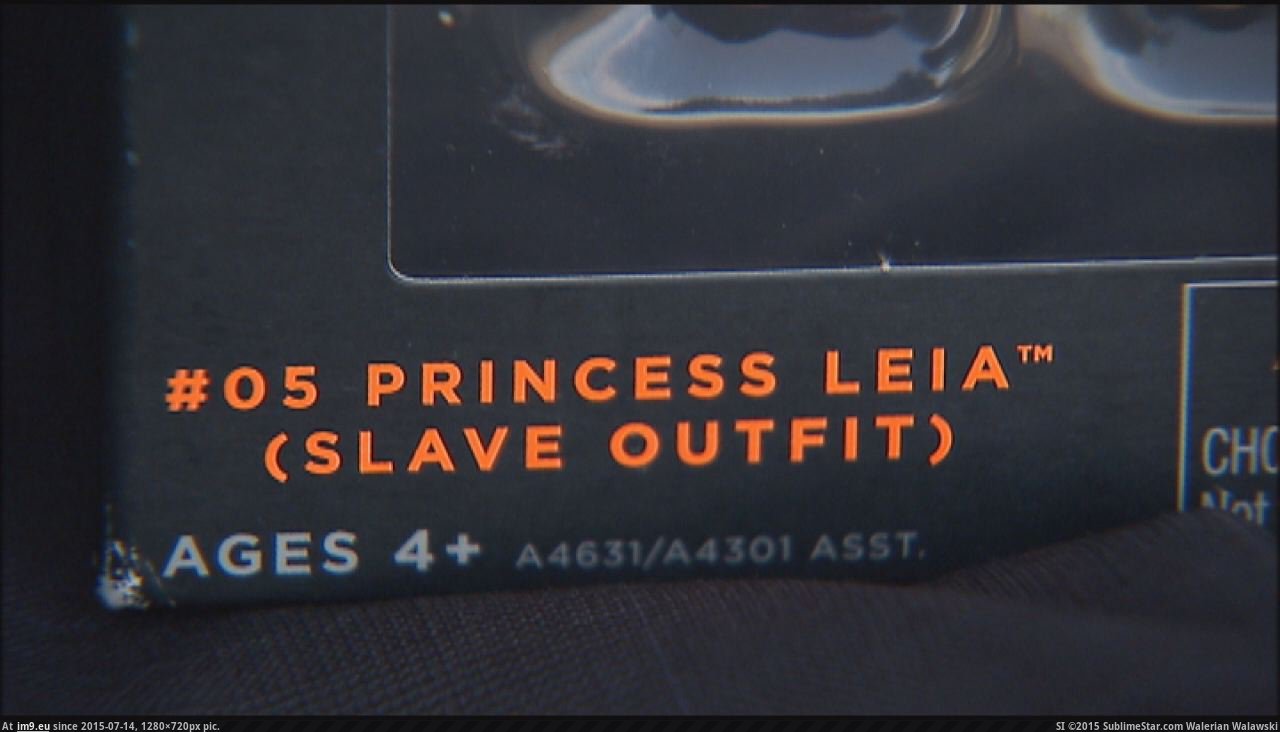 #05 PRINCESS LEIA™
(SLAVE OUTFIT)
AGES 4+ A4631/A4301 ASST.
CHO
Not
At im9.eu since 2015-07-14, 1280×720px pic.
SI ©2015 SublimeStar.com Walerian Walawski